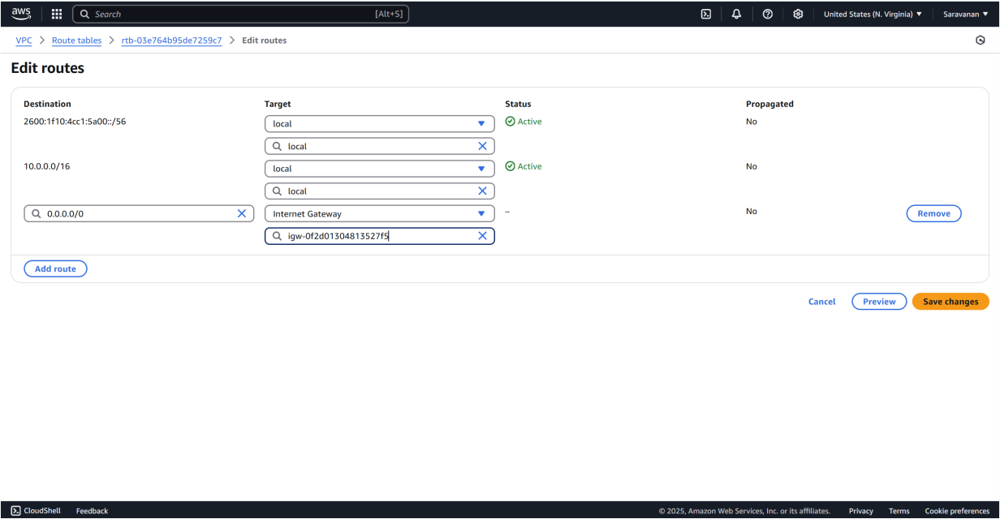 aws Search [Alt+S] United States (N. Virginia) Saravanan
VPC > Route tables > rtb-03e764b95de7259c7 > Edit routes
Edit routes
Destination Target Status Propagated
2600:1f10:4cc1:5a00::/56 local Active No
local
10.0.0.0/16 local Active No
local
0.0.0.0/0 Internet Gateway – No Remove
igw-0f2d01304813527f5
Add route
Cancel Preview Save changes
CloudShell Feedback © 2025, Amazon Web Services, Inc. or its affiliates. Privacy Terms Cookie preferences